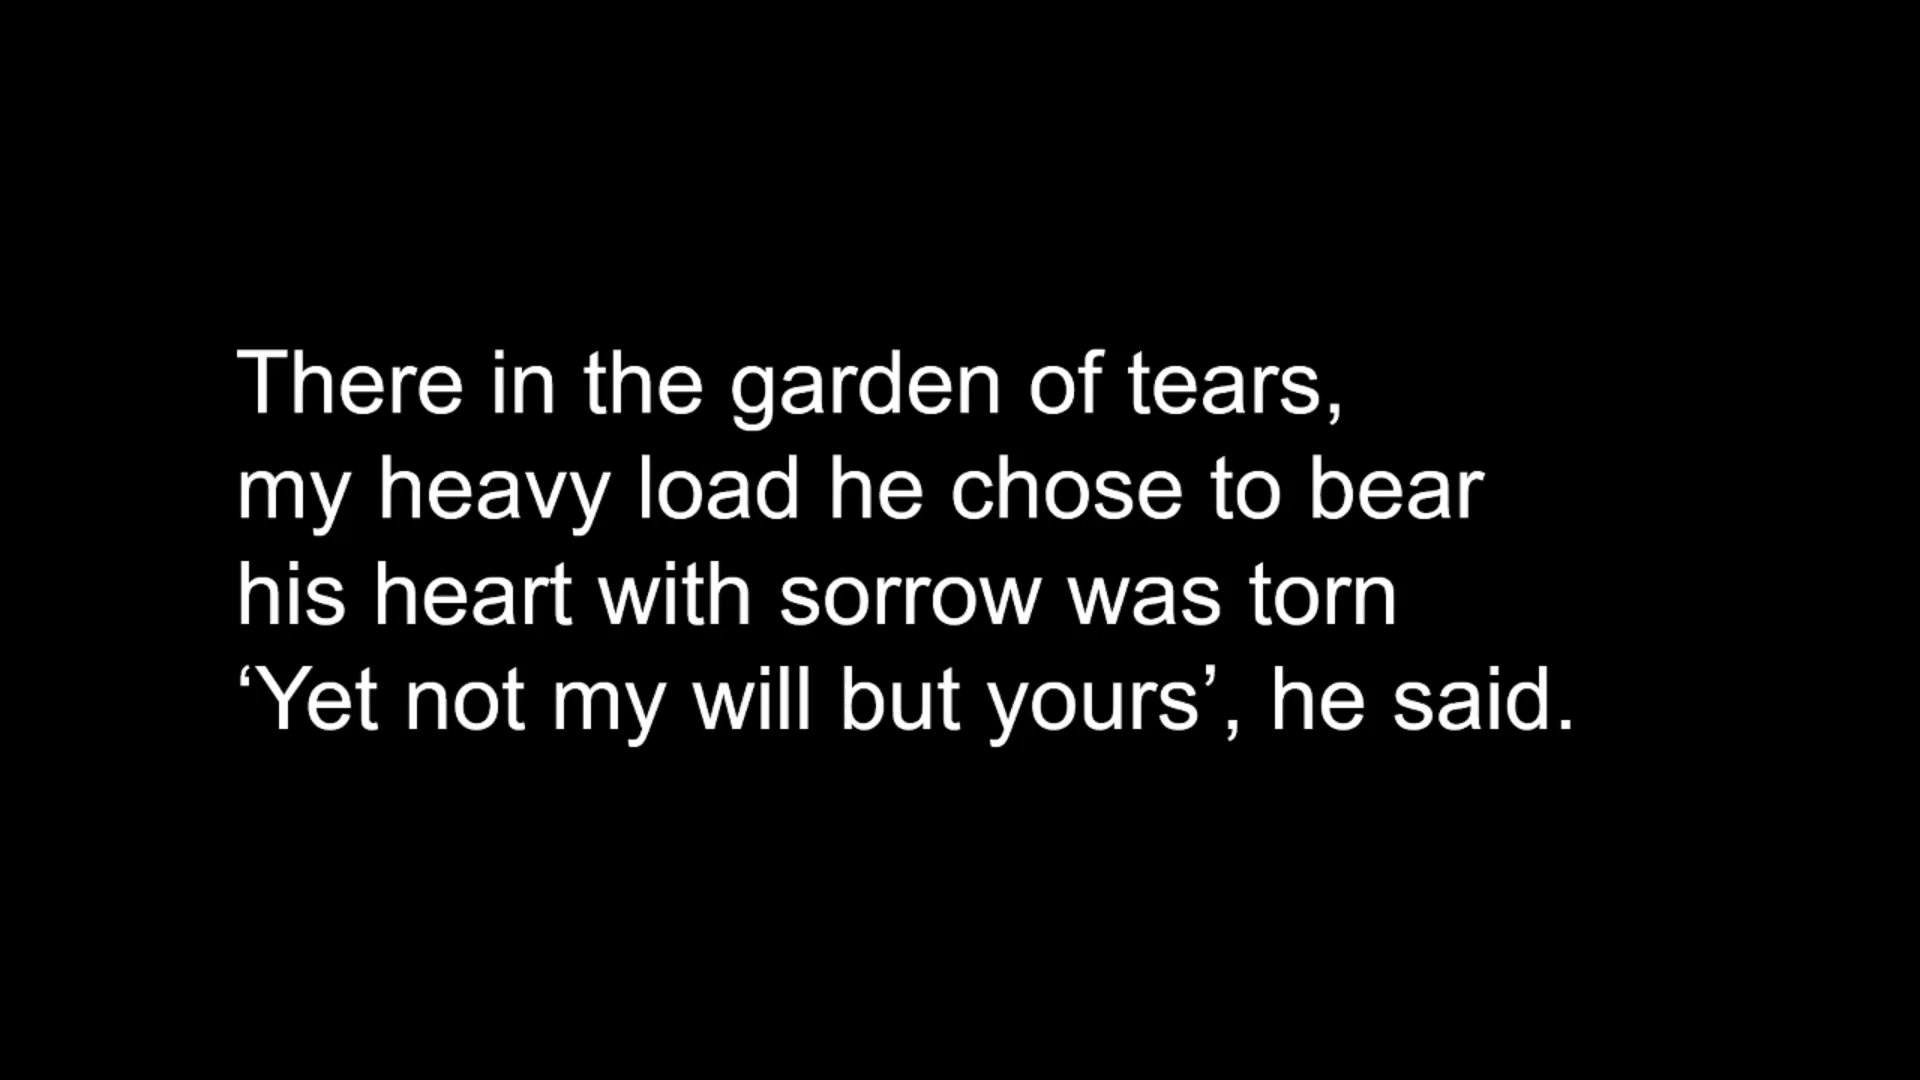 There in the garden of tears,
my heavy load he chose to bear
his heart with sorrow was torn
‘Yet not my will but yours’, he said.